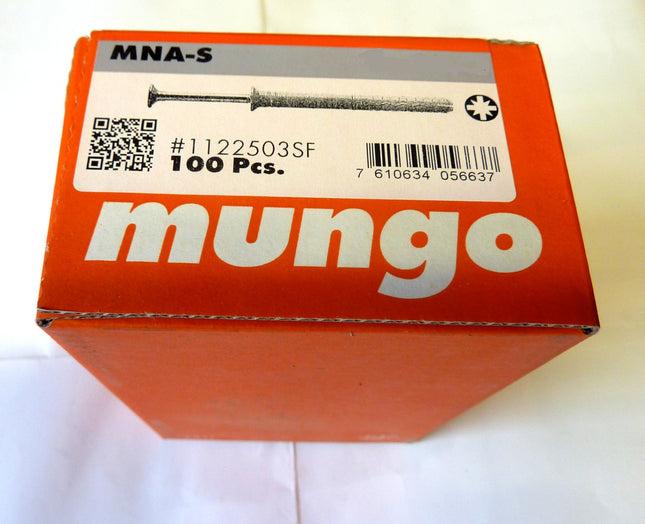 MNA-S
#1122503SF
100 Pcs.
7 610634 056637
mungo